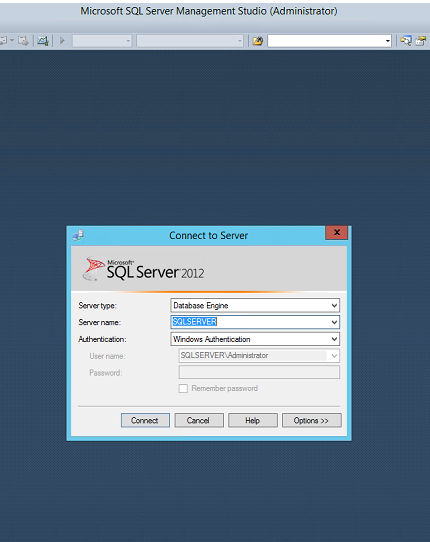 Microsoft SQL Server Management Studio (Administrator)
Connect to Server
x
Microsoft®
SQL Server 2012
Server type: Database Engine
Server name: SQLSERVER
Authentication: Windows Authentication
User name: SQLSERVER\Administrator
Password:
Remember password
Connect Cancel Help Options >>